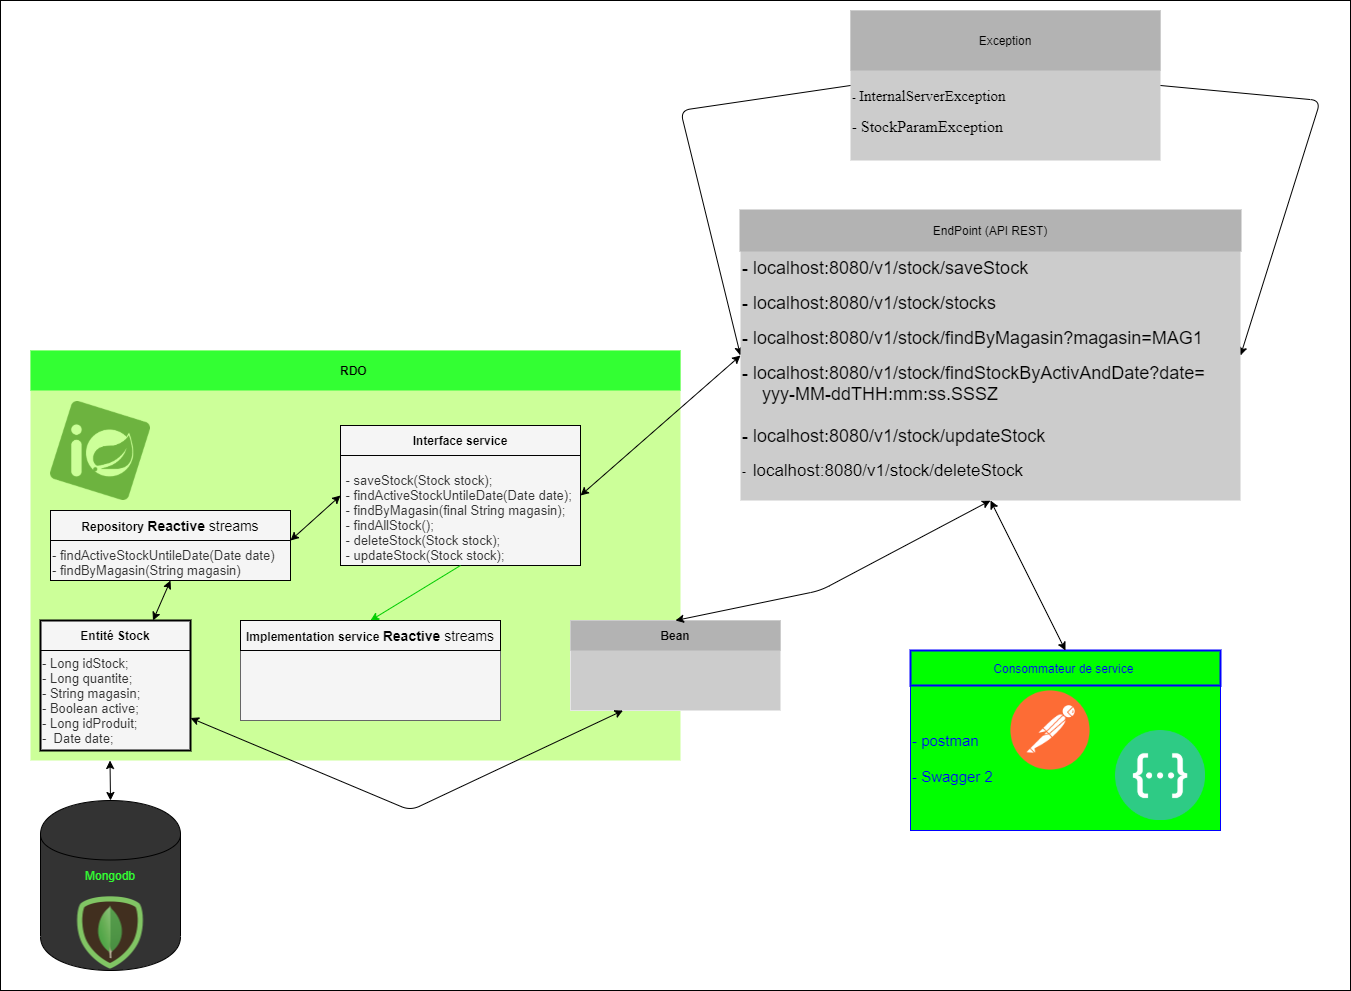 Exception
- InternalServerException
- StockParamException
EndPoint (API REST)
- localhost:8080/v1/stock/saveStock
- localhost:8080/v1/stock/stocks
- localhost:8080/v1/stock/findByMagasin?magasin=MAG1
- localhost:8080/v1/stock/findStockByActivAndDate?date=
yyy-MM-ddTHH:mm:ss.SSSZ
- localhost:8080/v1/stock/updateStock
- localhost:8080/v1/stock/deleteStock
RDO
Interface service
- saveStock(Stock stock);
- findActiveStockUntileDate(Date date);
- findByMagasin(final String magasin);
- findAllStock();
- deleteStock(Stock stock);
- updateStock(Stock stock);
Repository Reactive streams
- findActiveStockUntileDate(Date date)
- findByMagasin(String magasin)
Entité Stock
- Long idStock;
- Long quantite;
- String magasin;
- Boolean active;
- Long idProduit;
- Date date;
Implementation service Reactive streams
Bean
Consommateur de service
- postman
- Swagger 2
{···}
Mongodb